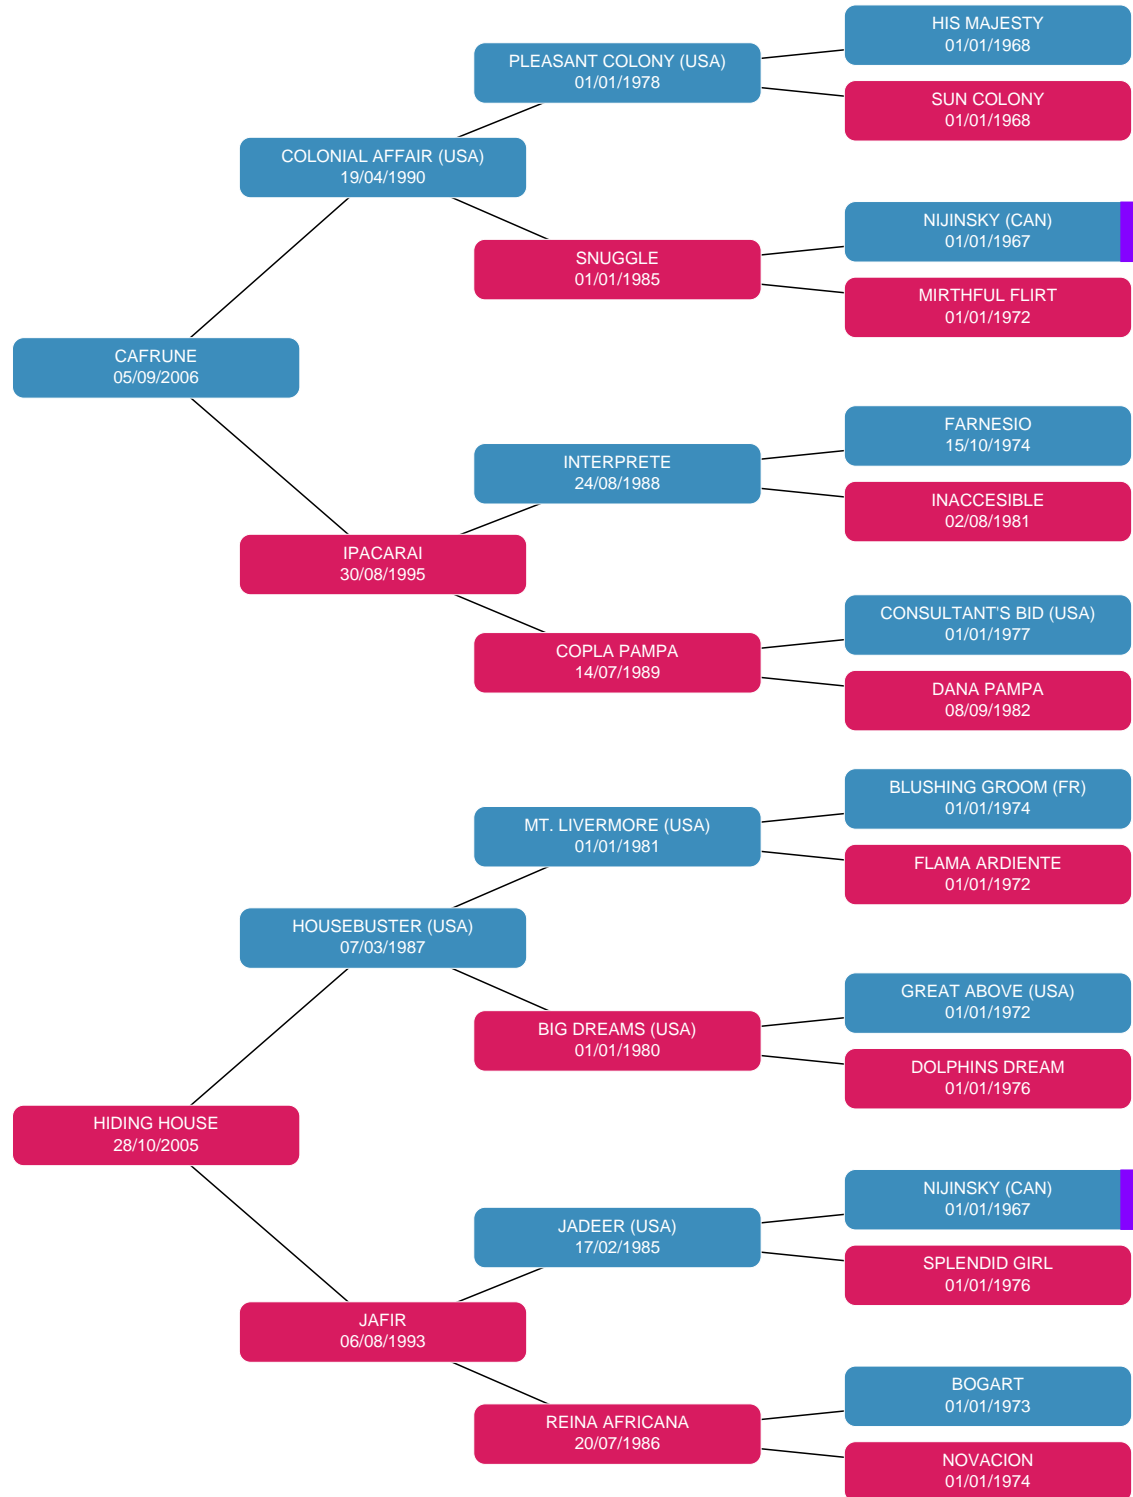 HIS MAJESTY
01/01/1968
PLEASANT COLONY (USA)
01/01/1978
SUN COLONY
01/01/1968
COLONIAL AFFAIR (USA)
19/04/1990
NIJINSKY (CAN)
01/01/1967
SNUGGLE
01/01/1985
MIRTHFUL FLIRT
01/01/1972
CAFRUNE
05/09/2006
FARNESIO
15/10/1974
INTERPRETE
24/08/1988
INACCESIBLE
02/08/1981
IPACARAI
30/08/1995
CONSULTANT'S BID (USA)
01/01/1977
COPLA PAMPA
14/07/1989
DANA PAMPA
08/09/1982
BLUSHING GROOM (FR)
01/01/1974
MT. LIVERMORE (USA)
01/01/1981
FLAMA ARDIENTE
01/01/1972
HOUSEBUSTER (USA)
07/03/1987
GREAT ABOVE (USA)
01/01/1972
BIG DREAMS (USA)
01/01/1980
DOLPHINS DREAM
01/01/1976
HIDING HOUSE
28/10/2005
NIJINSKY (CAN)
01/01/1967
JADEER (USA)
17/02/1985
SPLENDID GIRL
01/01/1976
JAFIR
06/08/1993
BOGART
01/01/1973
REINA AFRICANA
20/07/1986
NOVACION
01/01/1974